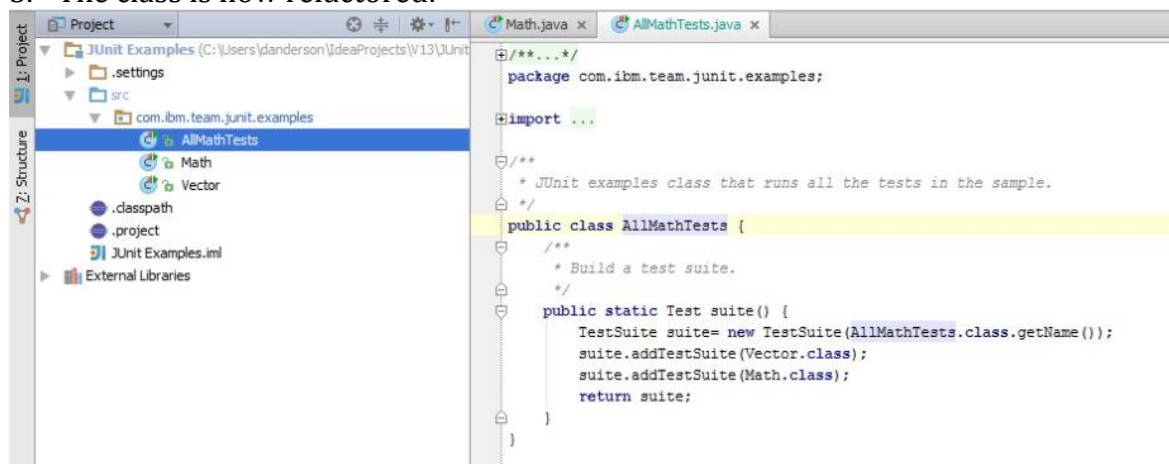 The class is now refactored.
1: Project
Z: Structure
Project
JUnit Examples (C:\Users\danderson\IdeaProjects\V13\JUnit
.settings
src
com.ibm.team.junit.examples
AllMathTests
Math
Vector
.classpath
.project
JUnit Examples.iml
External Libraries
Math.java × AllMathTests.java ×
/**...*/
package com.ibm.team.junit.examples;
import ...
/**
* JUnit examples class that runs all the tests in the sample.
*/
public class AllMathTests {
/**
* Build a test suite.
*/
public static Test suite() {
TestSuite suite= new TestSuite(AllMathTests.class.getName());
suite.addTestSuite(Vector.class);
suite.addTestSuite(Math.class);
return suite;
}
}